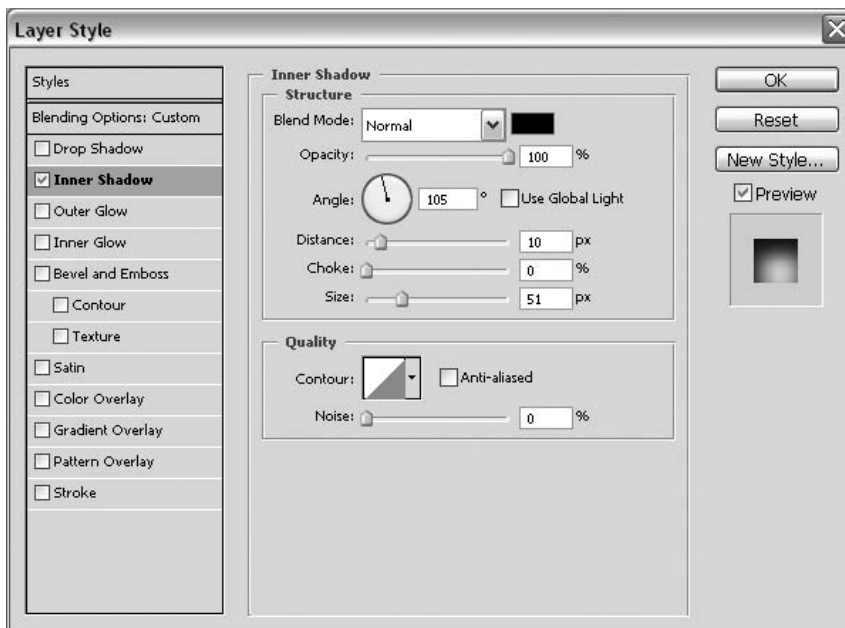 Layer Style
Styles
Blending Options: Custom
Drop Shadow
Inner Shadow
Outer Glow
Inner Glow
Bevel and Emboss
Contour
Texture
Satin
Color Overlay
Gradient Overlay
Pattern Overlay
Stroke
Inner Shadow
Structure
Blend Mode: Normal
Opacity: 100 %
Angle: 105 ° Use Global Light
Distance: 10 px
Choke: 0 %
Size: 51 px
Quality
Contour: Anti-aliased
Noise: 0 %
OK
Reset
New Style...
Preview